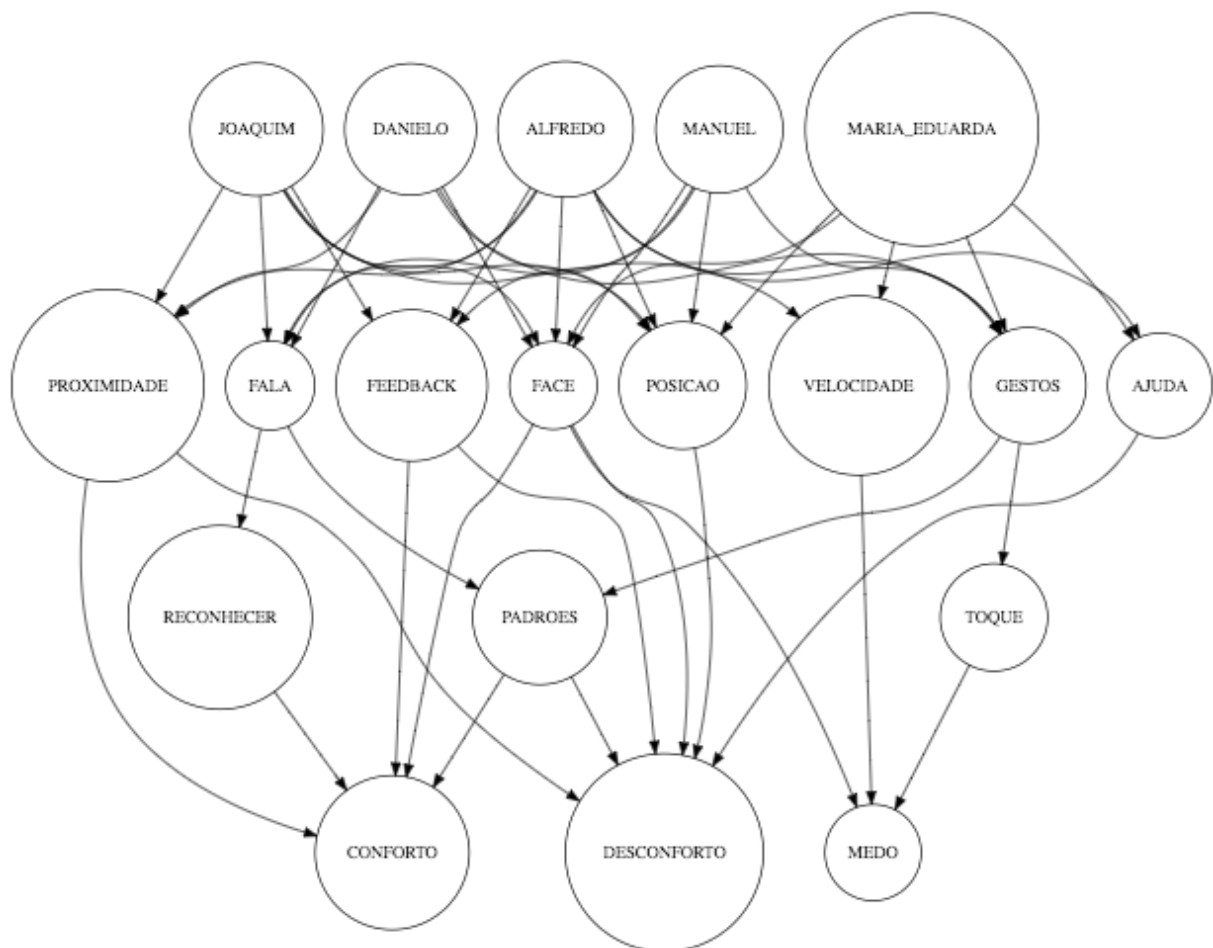 JOAQUIM
DANIELO
ALFREDO
MANUEL
MARIA_EDUARDA
PROXIMIDADE
FALA
FEEDBACK
FACE
POSICAO
VELOCIDADE
GESTOS
AJUDA
RECONHECER
PADROES
TOQUE
CONFORTO
DESCONFORTO
MEDO